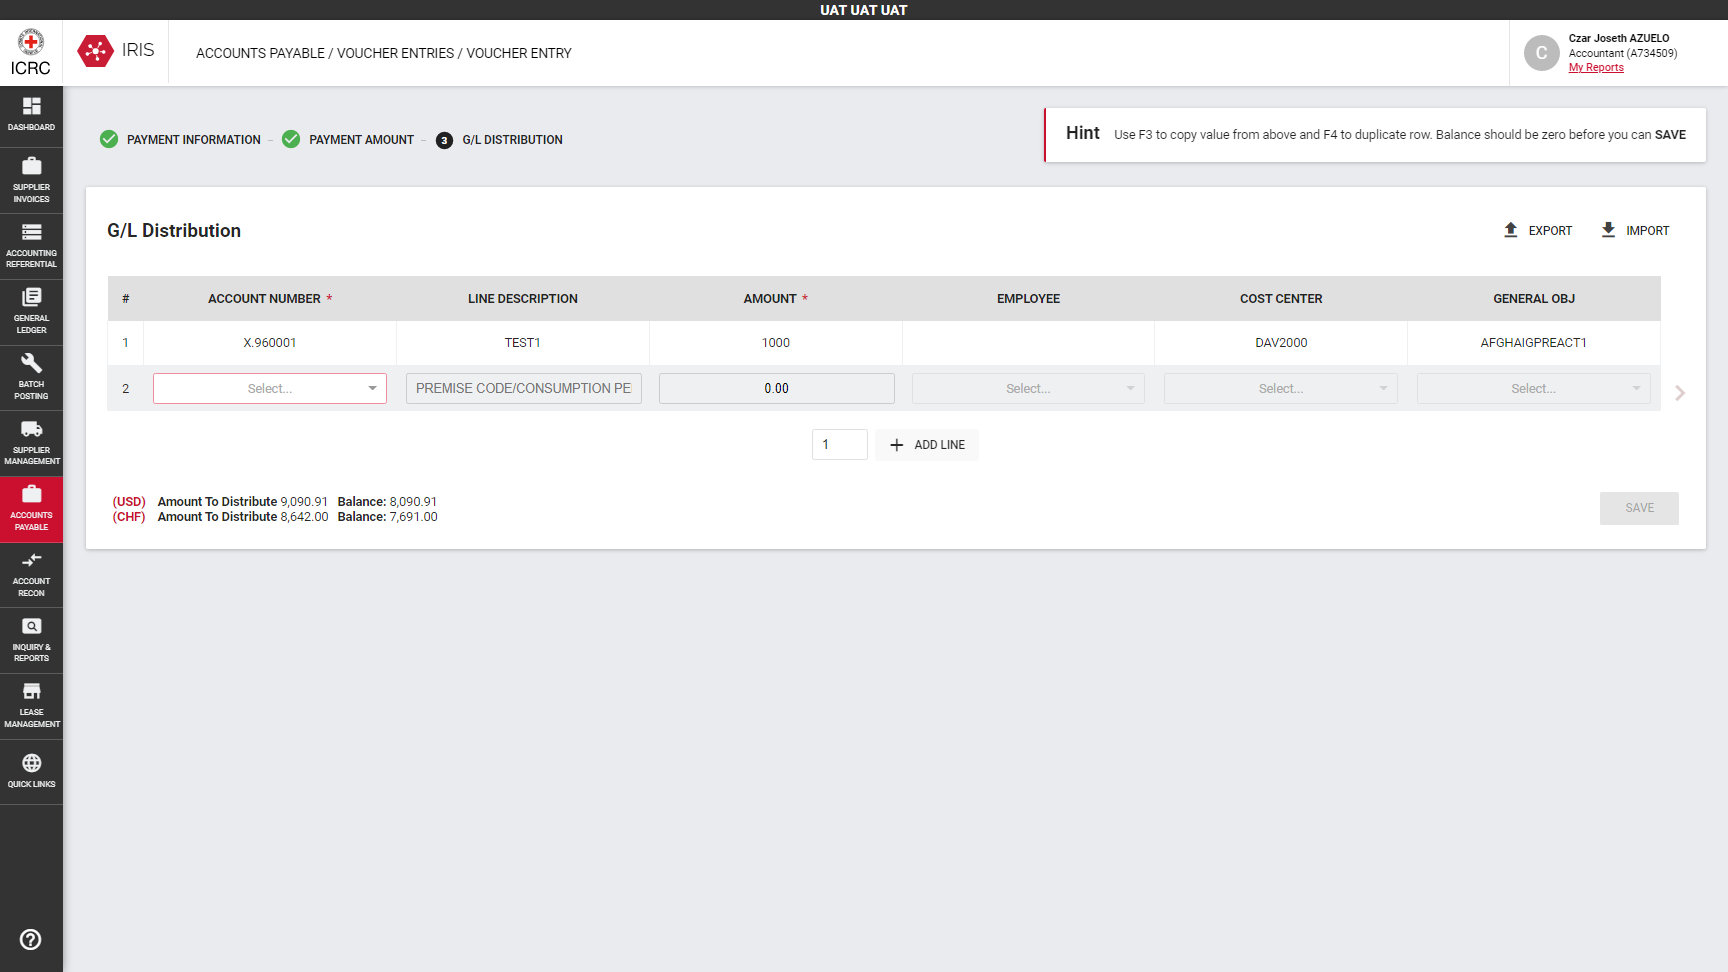 UAT UAT UAT
ICRC
IRIS
ACCOUNTS PAYABLE / VOUCHER ENTRIES / VOUCHER ENTRY
C
Czar Joseth AZUELO
Accountant (A734509)
My Reports
DASHBOARD
SUPPLIER
INVOICES
ACCOUNTING
REFERENTIAL
GENERAL
LEDGER
BATCH
POSTING
SUPPLIER
MANAGEMENT
ACCOUNTS
PAYABLE
ACCOUNT
RECON
INQUIRY &
REPORTS
LEASE
MANAGEMENT
QUICK LINKS
PAYMENT INFORMATION – PAYMENT AMOUNT – 3 G/L DISTRIBUTION
Hint Use F3 to copy value from above and F4 to duplicate row. Balance should be zero before you can SAVE
G/L Distribution
EXPORT IMPORT
# ACCOUNT NUMBER * LINE DESCRIPTION AMOUNT * EMPLOYEE COST CENTER GENERAL OBJ
1 X.960001 TEST1 1000 DAV2000 AFGHAIGPREACT1
2 Select... PREMISE CODE/CONSUMPTION PE 0.00 Select... Select... Select...
1 ADD LINE
(USD) Amount To Distribute 9,090.91 Balance: 8,090.91
(CHF) Amount To Distribute 8,642.00 Balance: 7,691.00
SAVE